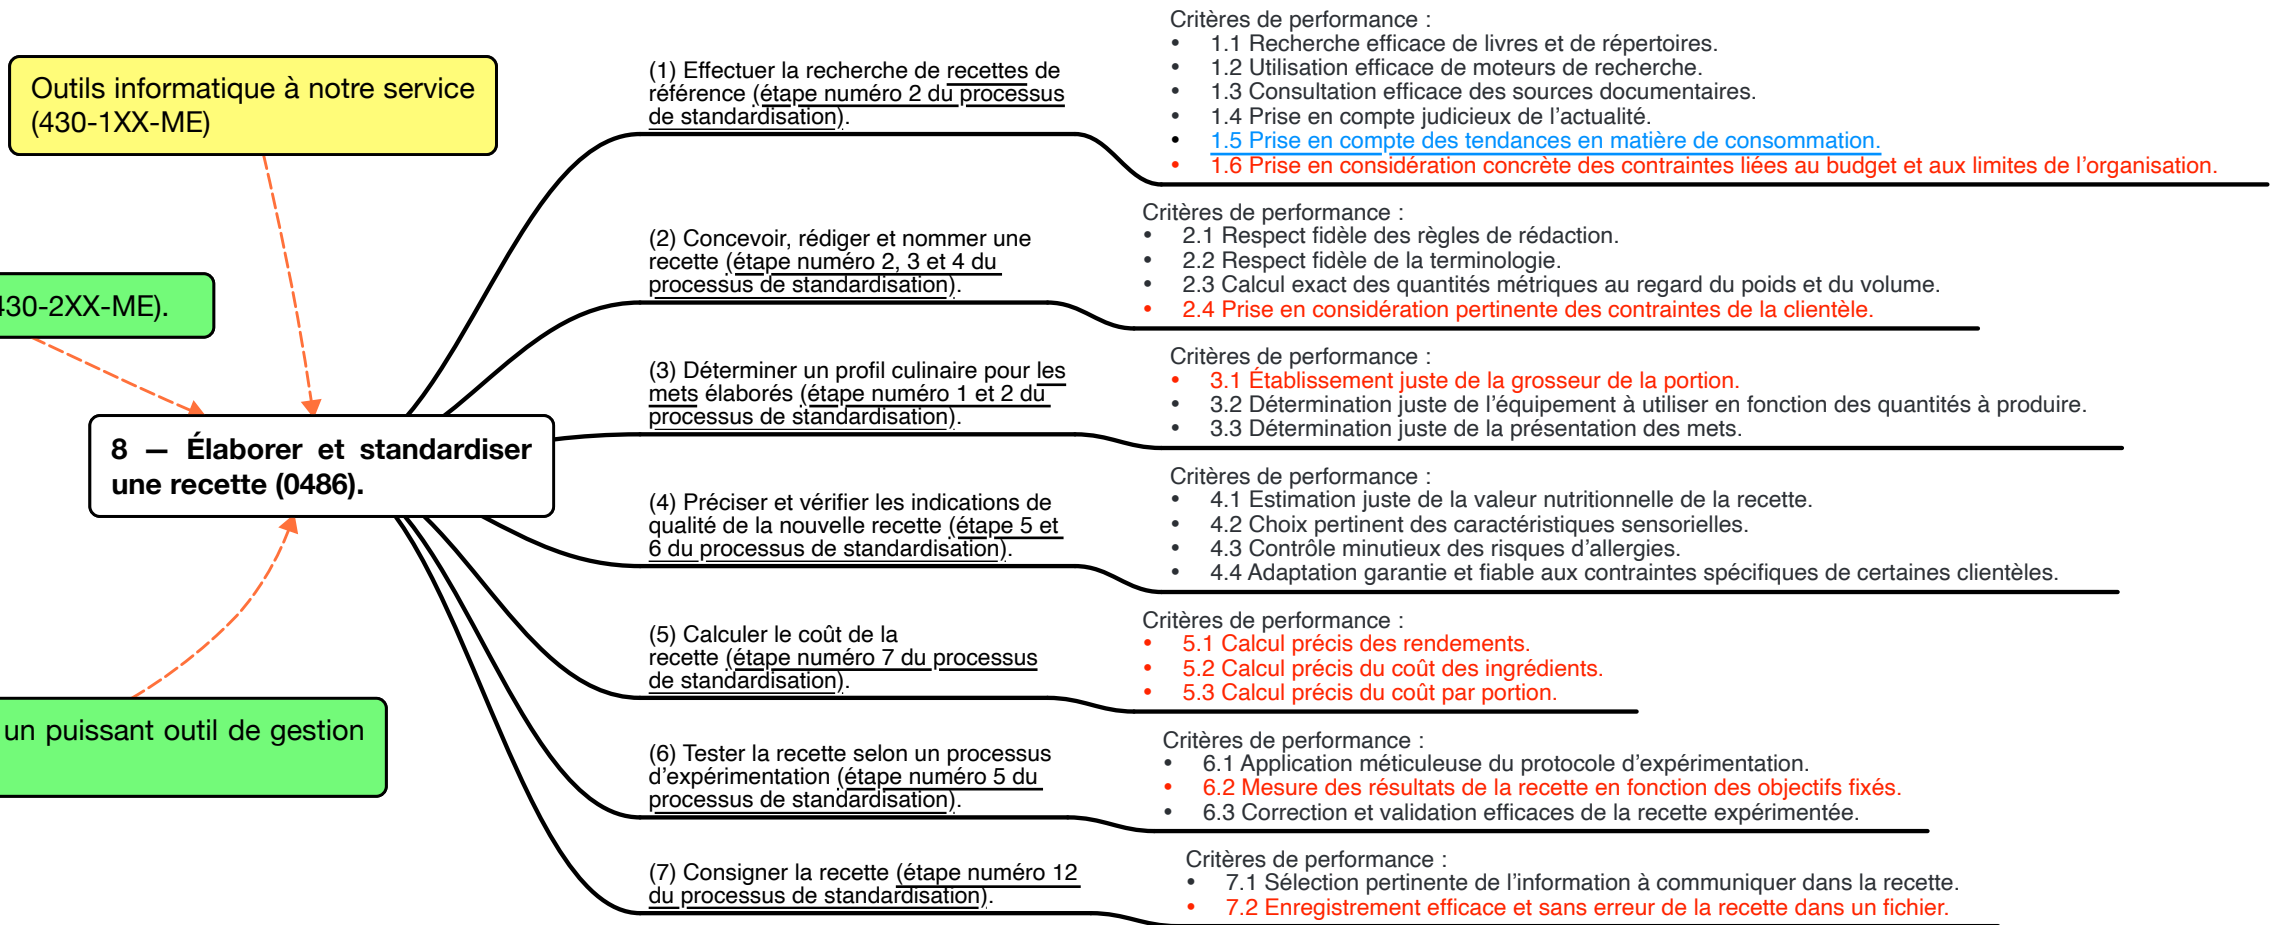 Outils informatique à notre service
(430-1XX-ME)
430-2XX-ME).
8 — Élaborer et standardiser
une recette (0486).
un puissant outil de gestion
(1) Effectuer la recherche de recettes de
référence (étape numéro 2 du processus
de standardisation).
Critères de performance :
• 1.1 Recherche efficace de livres et de répertoires.
• 1.2 Utilisation efficace de moteurs de recherche.
• 1.3 Consultation efficace des sources documentaires.
• 1.4 Prise en compte judicieux de l’actualité.
• 1.5 Prise en compte des tendances en matière de consommation.
• 1.6 Prise en considération concrète des contraintes liées au budget et aux limites de l’organisation.
(2) Concevoir, rédiger et nommer une
recette (étape numéro 2, 3 et 4 du
processus de standardisation).
Critères de performance :
• 2.1 Respect fidèle des règles de rédaction.
• 2.2 Respect fidèle de la terminologie.
• 2.3 Calcul exact des quantités métriques au regard du poids et du volume.
• 2.4 Prise en considération pertinente des contraintes de la clientèle.
(3) Déterminer un profil culinaire pour les
mets élaborés (étape numéro 1 et 2 du
processus de standardisation).
Critères de performance :
• 3.1 Établissement juste de la grosseur de la portion.
• 3.2 Détermination juste de l’équipement à utiliser en fonction des quantités à produire.
• 3.3 Détermination juste de la présentation des mets.
(4) Préciser et vérifier les indications de
qualité de la nouvelle recette (étape 5 et
6 du processus de standardisation).
Critères de performance :
• 4.1 Estimation juste de la valeur nutritionnelle de la recette.
• 4.2 Choix pertinent des caractéristiques sensorielles.
• 4.3 Contrôle minutieux des risques d’allergies.
• 4.4 Adaptation garantie et fiable aux contraintes spécifiques de certaines clientèles.
(5) Calculer le coût de la
recette (étape numéro 7 du processus
de standardisation).
Critères de performance :
• 5.1 Calcul précis des rendements.
• 5.2 Calcul précis du coût des ingrédients.
• 5.3 Calcul précis du coût par portion.
(6) Tester la recette selon un processus
d’expérimentation (étape numéro 5 du
processus de standardisation).
Critères de performance :
• 6.1 Application méticuleuse du protocole d’expérimentation.
• 6.2 Mesure des résultats de la recette en fonction des objectifs fixés.
• 6.3 Correction et validation efficaces de la recette expérimentée.
(7) Consigner la recette (étape numéro 12
du processus de standardisation).
Critères de performance :
• 7.1 Sélection pertinente de l’information à communiquer dans la recette.
• 7.2 Enregistrement efficace et sans erreur de la recette dans un fichier.